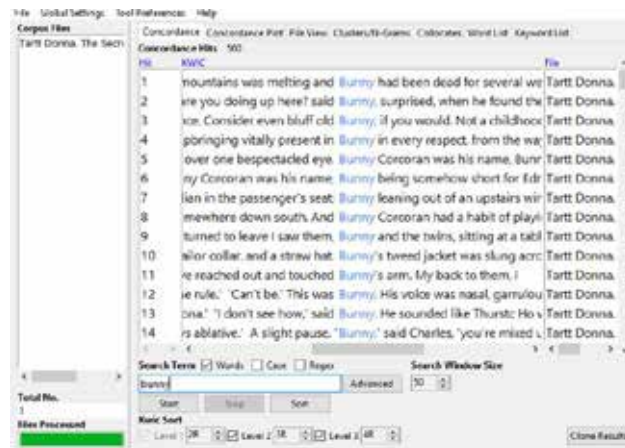 File Global Settings Tool Preferences Help
Corpus Files
Tartt Donna. The Secr
Concordance Concordance Plot File View Clusters/N-Grams Collocates Word List Keyword List
Concordance Hits 500
Hit KWIC File
1 mountains was melting and Bunny had been dead for several we Tartt Donna.
2 are you doing up here? said Bunny, surprised, when he found the Tartt Donna.
3 ice. Consider even bluff old Bunny, if you would. Not a childhood Tartt Donna.
4 springing vitally present in Bunny in every respect, from the way Tartt Donna.
5 over one bespectacled eye. Bunny Corcoran was his name, Bunn Tartt Donna.
6 ny Corcoran was his name, Bunny being somehow short for Edr Tartt Donna.
7 lian in the passenger's seat, Bunny leaning out of an upstairs wir Tartt Donna.
8 mewhere down south. And Bunny Corcoran had a habit of playi Tartt Donna.
9 turned to leave I saw them, Bunny and the twins, sitting at a tabl Tartt Donna.
10 ailor collar, and a straw hat. Bunny's tweed jacket was slung acrc Tartt Donna.
11 ve reached out and touched Bunny's arm. My back to them, I Tartt Donna.
12 ie rule.' 'Can't be.' This was Bunny. His voice was nasal, garrulou Tartt Donna.
13 ona.' 'I don't see how,' said Bunny. He sounded like Thurstc Ho v Tartt Donna.
14 's ablative.' A slight pause. 'Bunny,' said Charles, 'you're mixed u Tartt Donna.
Search Term Words Case Regex Search Window Size
bunny Advanced 50
Total No.
1
Start Stop Sort
Files Processed
Kwic Sort
Level 1 2R Level 2 3R Level 3 4R Clone Results